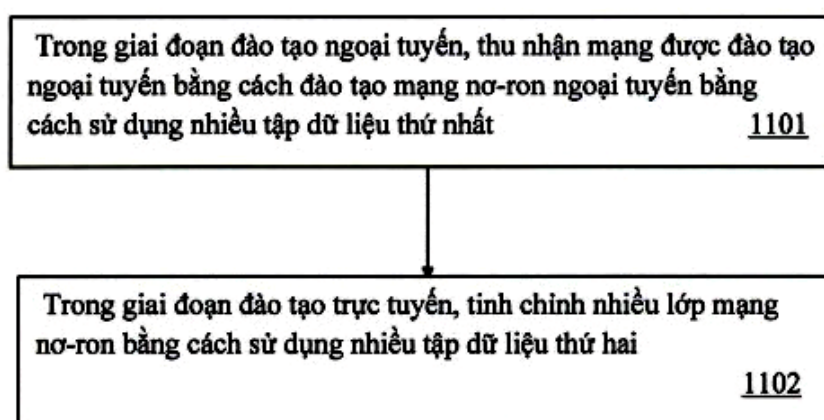 Trong giai đoạn đào tạo ngoại tuyến, thu nhận mạng được đào tạo
ngoại tuyến bằng cách đào tạo mạng nơ-ron ngoại tuyến bằng
cách sử dụng nhiều tập dữ liệu thứ nhất 1101
Trong giai đoạn đào tạo trực tuyến, tinh chỉnh nhiều lớp mạng
nơ-ron bằng cách sử dụng nhiều tập dữ liệu thứ hai
1102